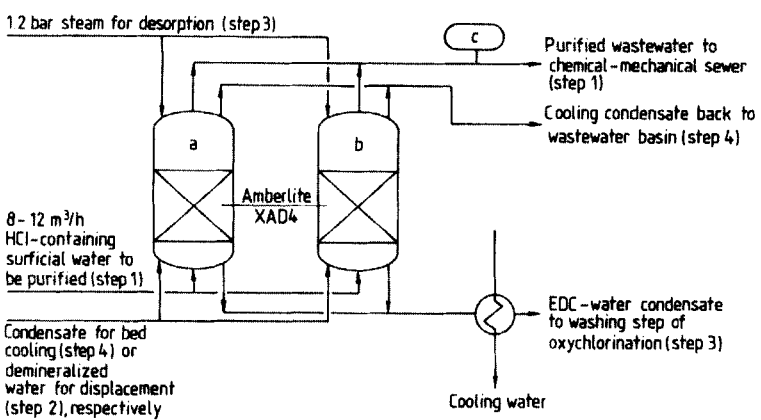 1.2 bar steam for desorption (step 3)
c
Purified wastewater to
chemical-mechanical sewer
(step 1)
Cooling condensate back to
wastewater basin (step 4)
a
b
Amberlite
XAD4
8-12 m³/h
HCl-containing
surficial water to
be purified (step 1)
EDC-water condensate
to washing step of
oxychlorination (step 3)
Condensate for bed
cooling (step 4) or
demineralized
water for displacement
(step 2), respectively
Cooling water